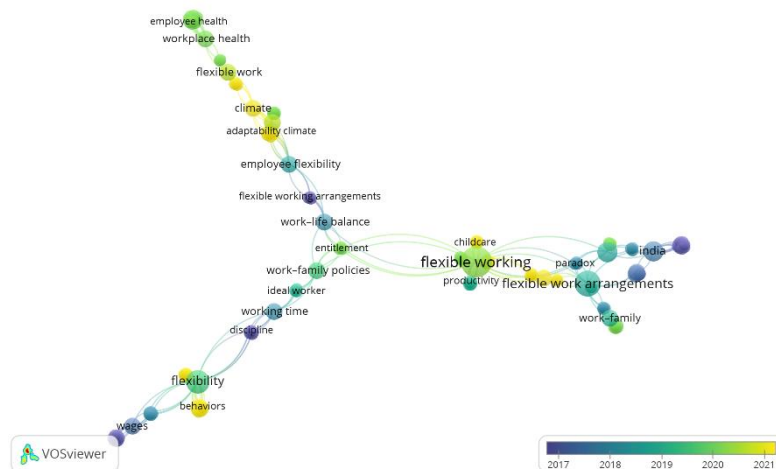 employee health
workplace health
flexible work
climate
adaptability climate
employee flexibility
flexible working arrangements
work–life balance
entitlement
childcare
flexible working
productivity
paradox
india
flexible work arrangements
work–family policies
ideal worker
work–family
working time
discipline
flexibility
behaviors
wages
VOSviewer
2017 2018 2019 2020 2021